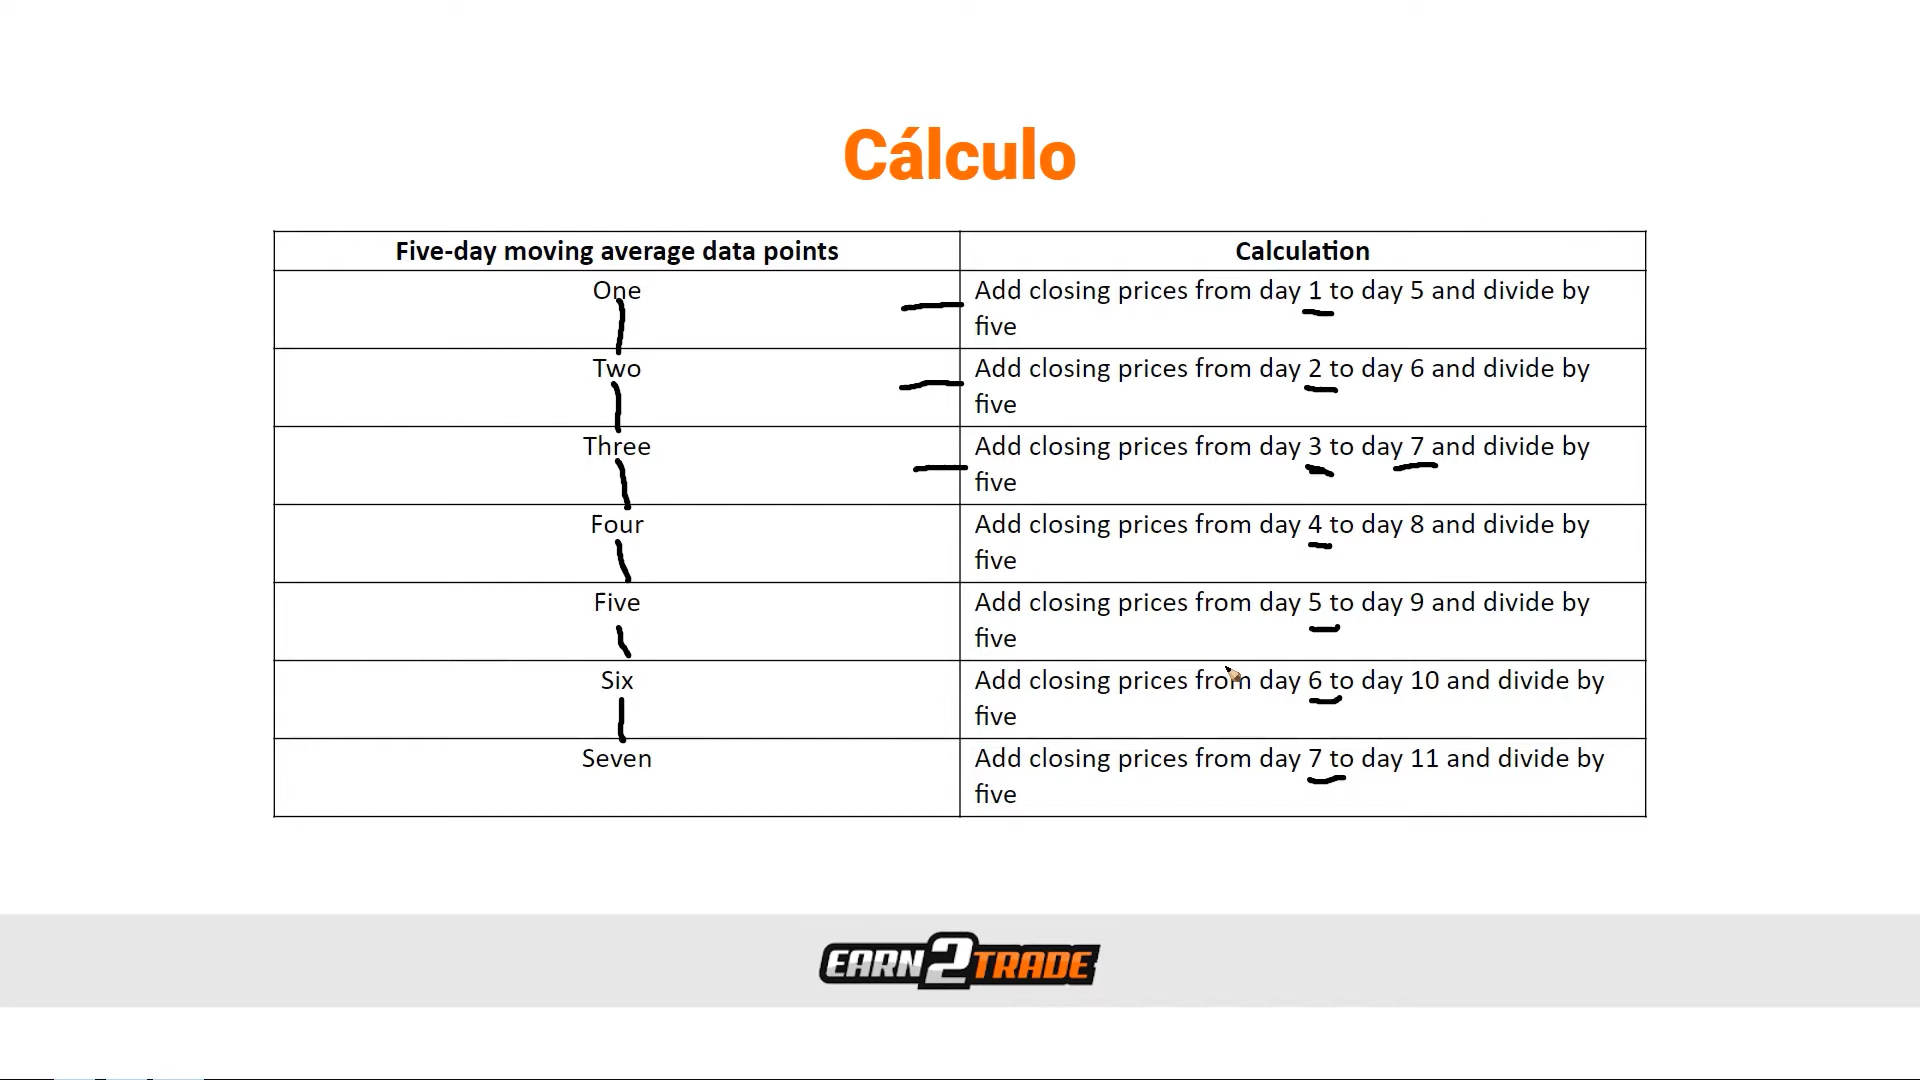 Cálculo
Five-day moving average data points
Calculation
One
Add closing prices from day 1 to day 5 and divide by
five
Two
Add closing prices from day 2 to day 6 and divide by
five
Three
Add closing prices from day 3 to day 7 and divide by
five
Four
Add closing prices from day 4 to day 8 and divide by
five
Five
Add closing prices from day 5 to day 9 and divide by
five
Six
Add closing prices from day 6 to day 10 and divide by
five
Seven
Add closing prices from day 7 to day 11 and divide by
five
EARN2TRADE